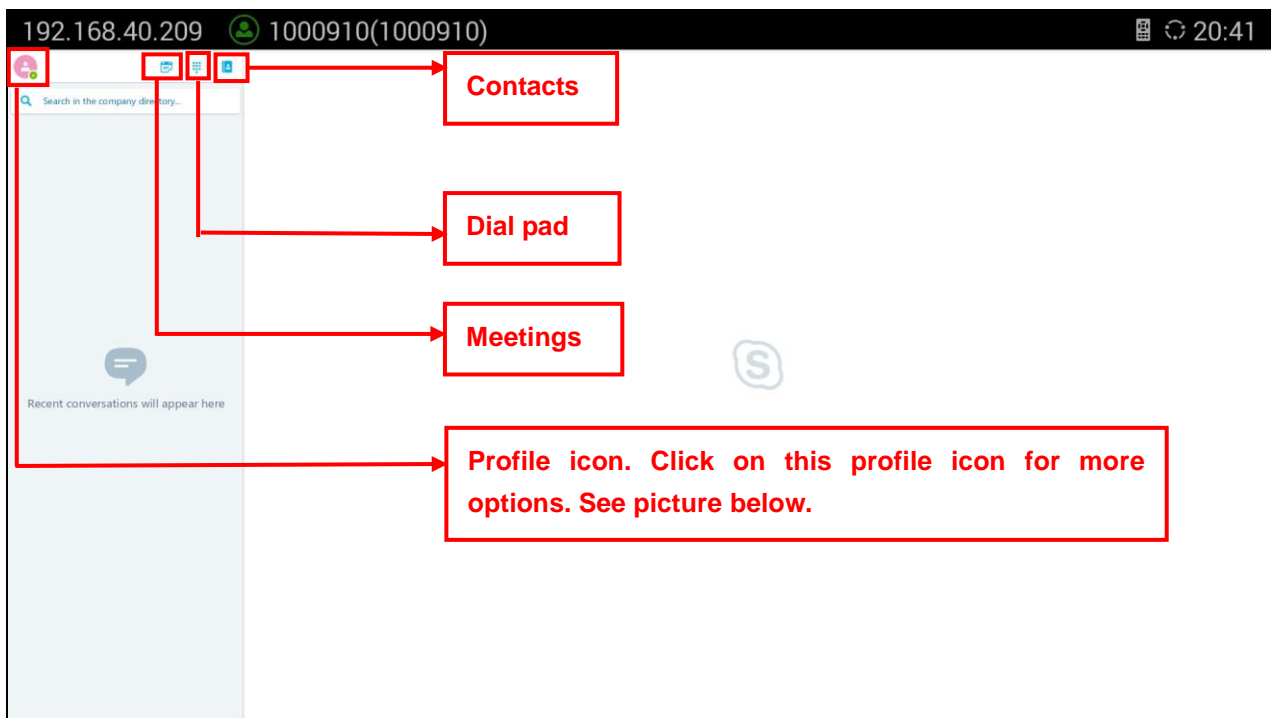 192.168.40.209 1000910(1000910) 20:41
Contacts
Search in the company directory...
Dial pad
Meetings
S
Recent conversations will appear here
Profile icon. Click on this profile icon for more
options. See picture below.